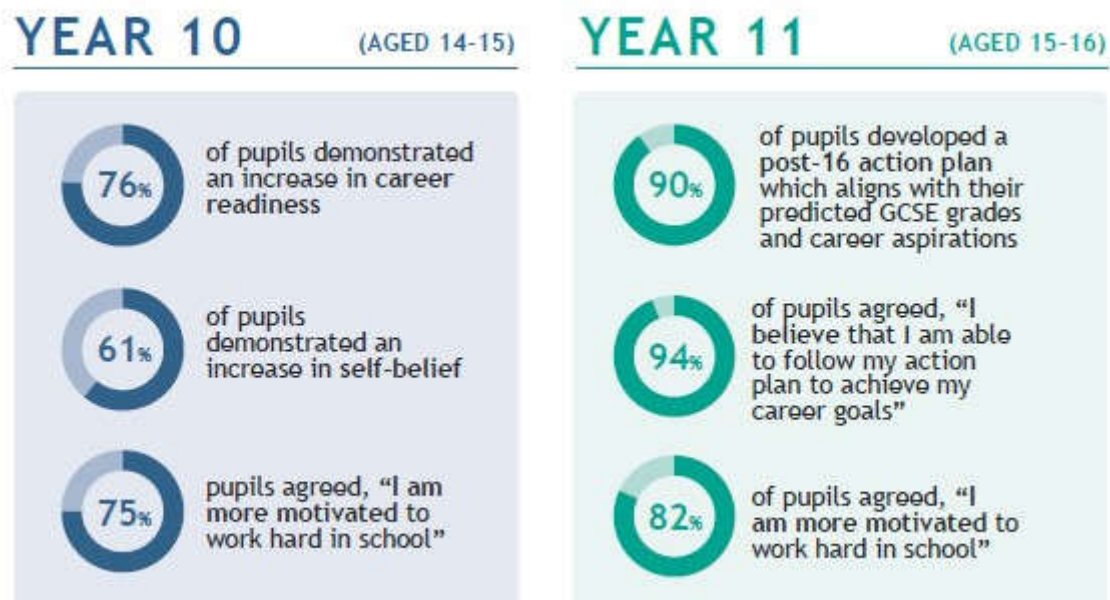 YEAR 10 (AGED 14-15)
76%
of pupils demonstrated
an increase in career
readiness
61%
of pupils
demonstrated an
increase in self-belief
75%
pupils agreed, “I am
more motivated to
work hard in school”
YEAR 11 (AGED 15-16)
90%
of pupils developed a
post-16 action plan
which aligns with their
predicted GCSE grades
and career aspirations
94%
of pupils agreed, “I
believe that I am able
to follow my action
plan to achieve my
career goals”
82%
of pupils agreed, “I
am more motivated to
work hard in school”